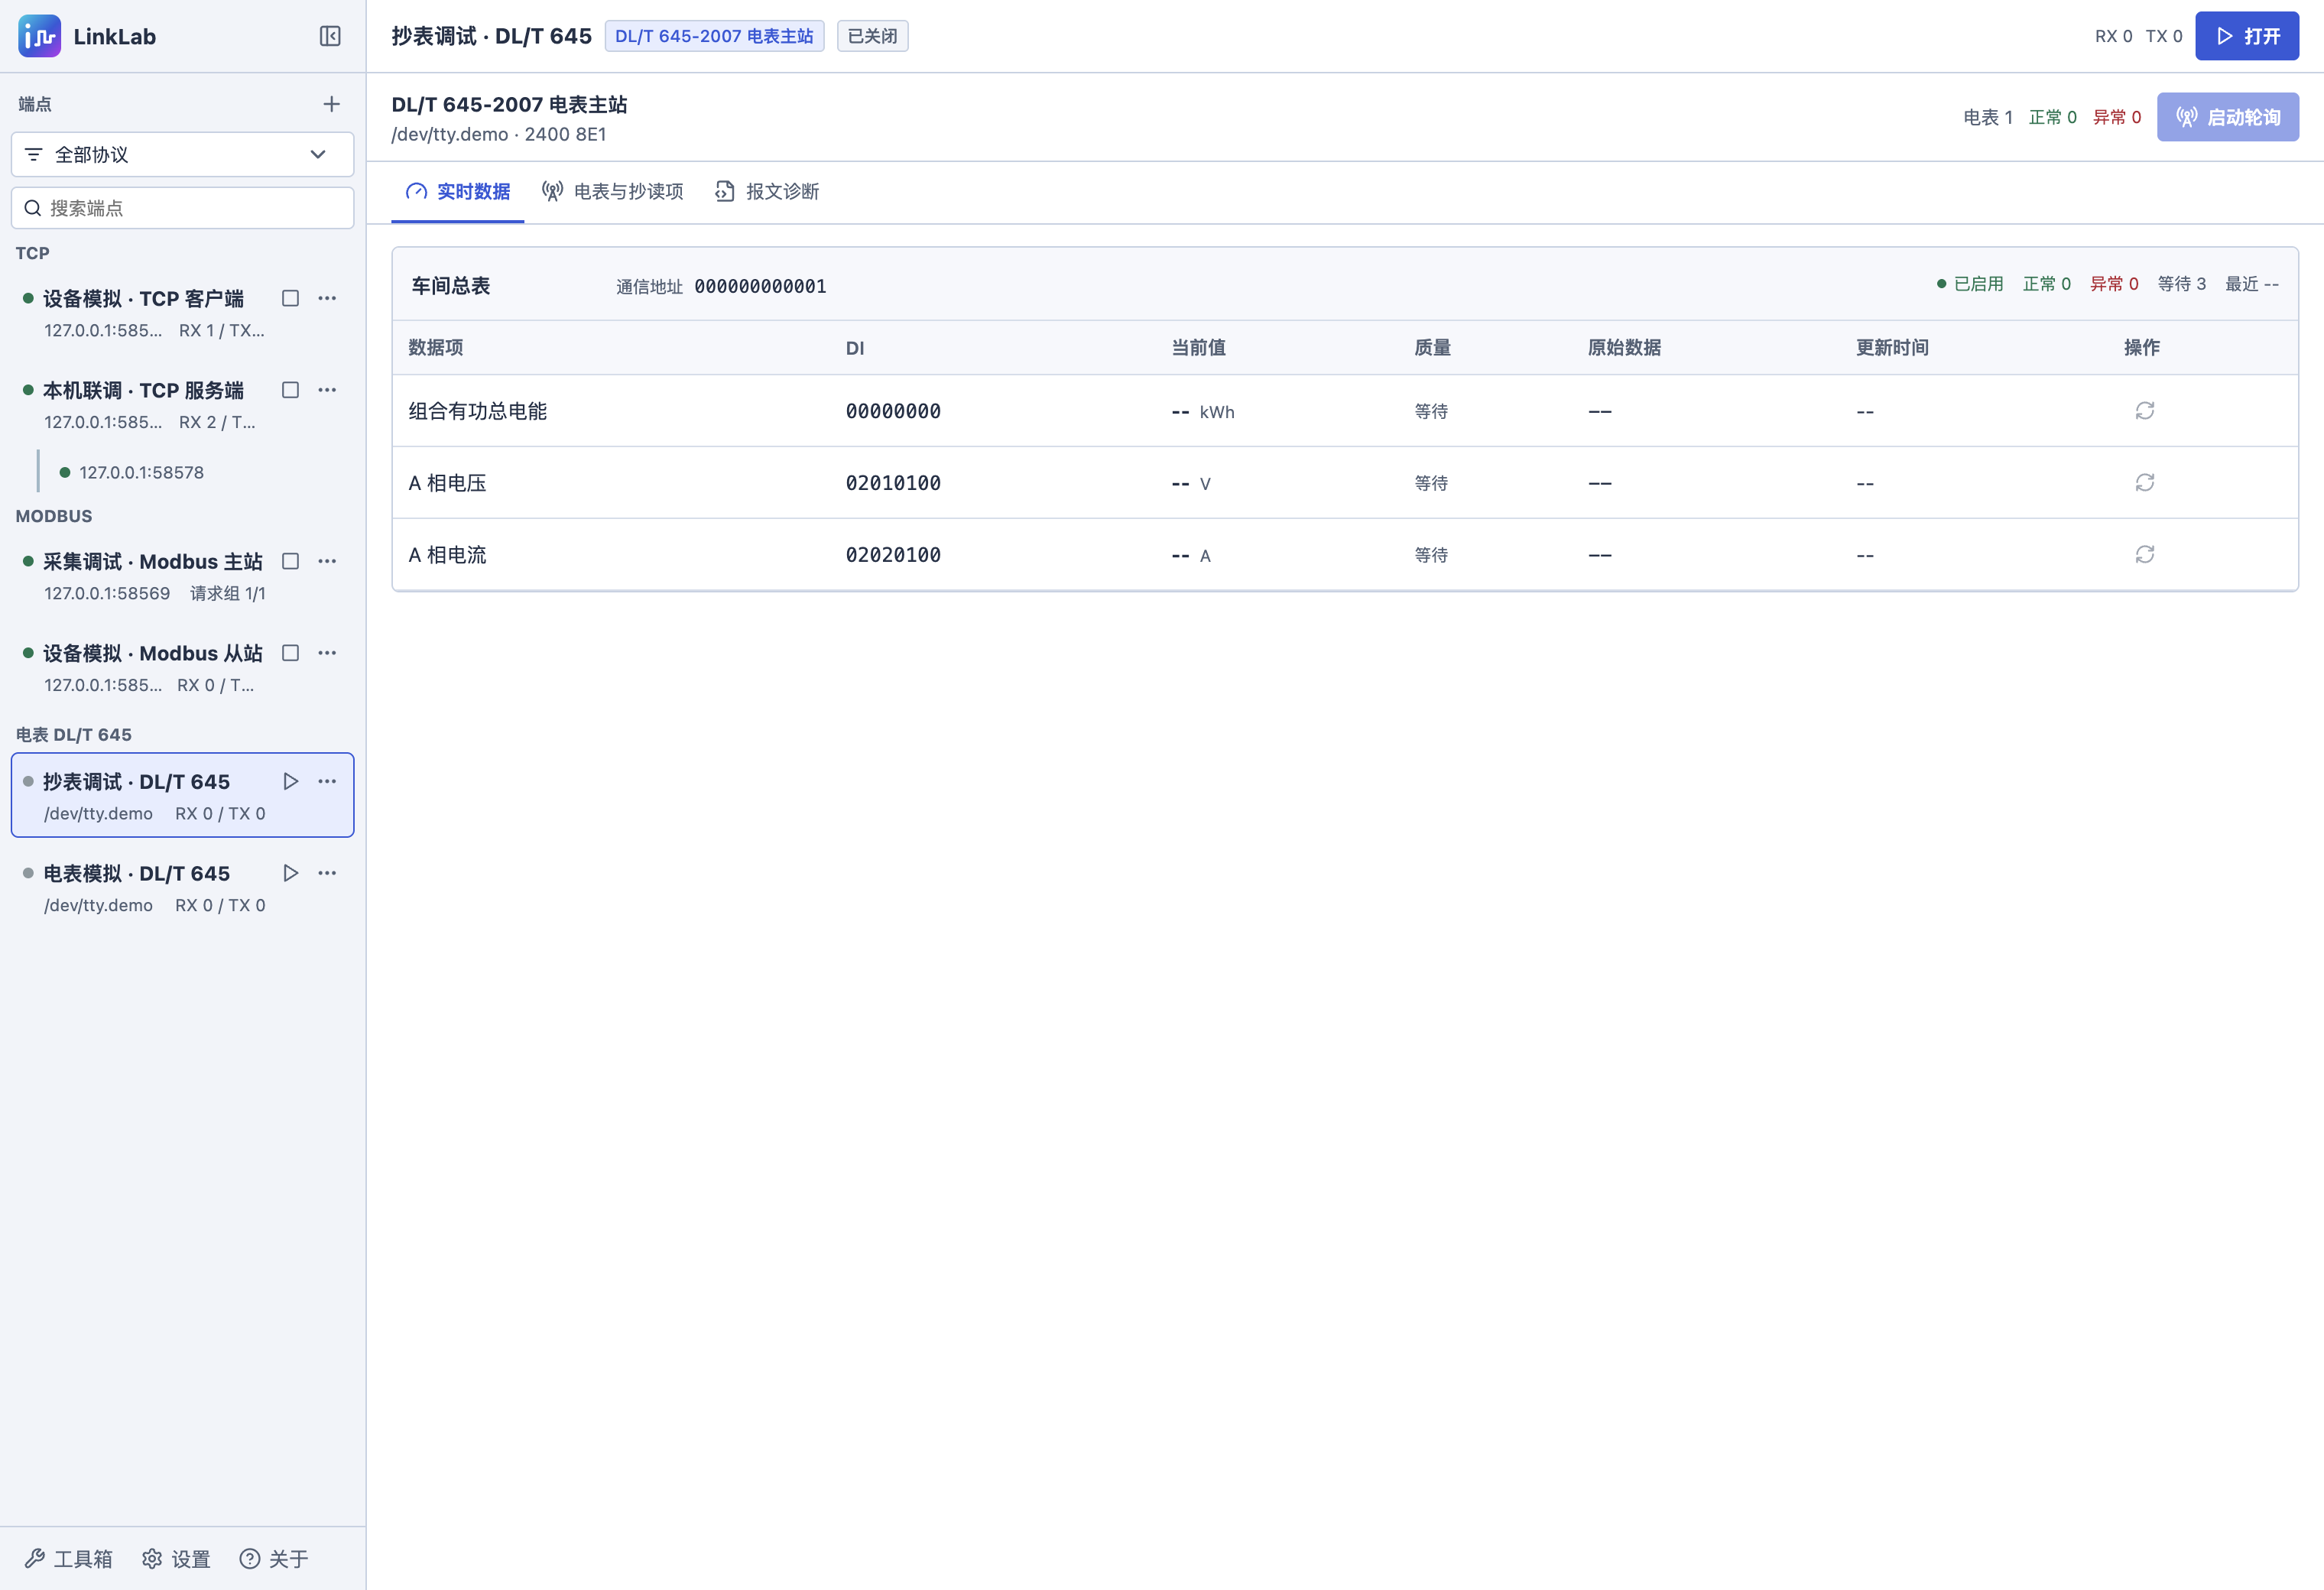 LinkLab
端点
全部协议
搜索端点
TCP
设备模拟 · TCP 客户端
127.0.0.1:585... RX 1 / TX...
本机联调 · TCP 服务端
127.0.0.1:585... RX 2 / T...
127.0.0.1:58578
MODBUS
采集调试 · Modbus 主站
127.0.0.1:58569 请求组 1/1
设备模拟 · Modbus 从站
127.0.0.1:585... RX 0 / T...
电表 DL/T 645
抄表调试 · DL/T 645
/dev/tty.demo RX 0 / TX 0
电表模拟 · DL/T 645
/dev/tty.demo RX 0 / TX 0
工具箱 设置 关于
抄表调试 · DL/T 645 DL/T 645-2007 电表主站 已关闭 RX 0 TX 0 打开
DL/T 645-2007 电表主站
/dev/tty.demo · 2400 8E1
电表 1 正常 0 异常 0 启动轮询
实时数据 电表与抄读项 报文诊断
车间总表 通信地址 000000000001 已启用 正常 0 异常 0 等待 3 最近 --
数据项 DI 当前值 质量 原始数据 更新时间 操作
组合有功总电能 00000000 -- kWh 等待 -- --
A 相电压 02010100 -- V 等待 -- --
A 相电流 02020100 -- A 等待 -- --